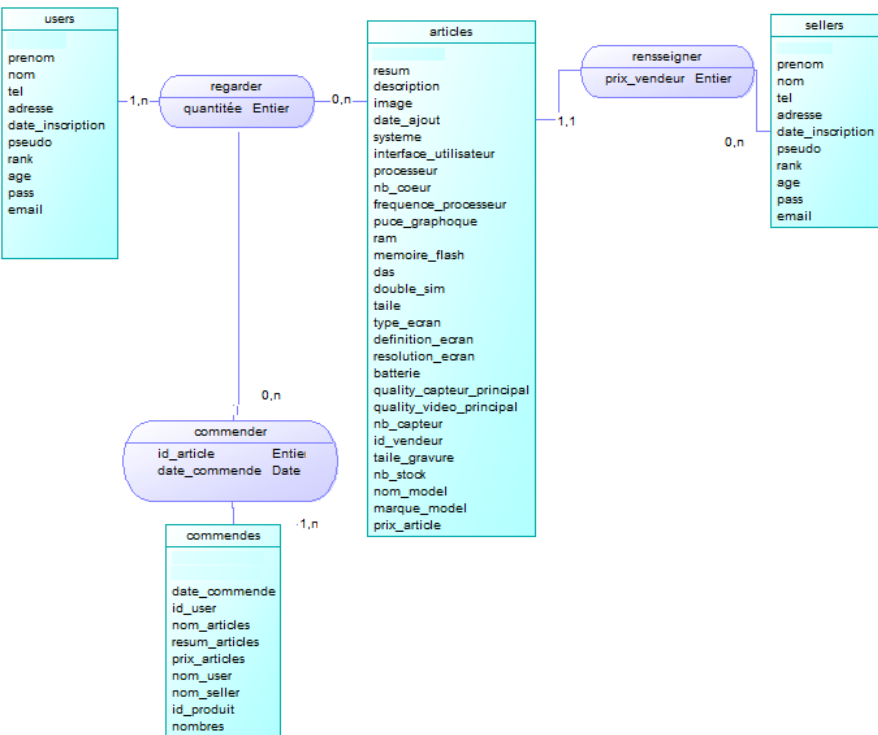 users
prenom
nom
tel
adresse
date_inscription
pseudo
rank
age
pass
email
1,n
regarder
quantitée Entier
0,n
articles
resum
description
image
date_ajout
systeme
interface_utilisateur
processeur
nb_coeur
frequence_processeur
puce_graphoque
ram
memoire_flash
das
double_sim
taile
type_ecran
definition_ecran
resolution_ecran
batterie
quality_capteur_principal
quality_video_principal
nb_capteur
id_vendeur
taile_gravure
nb_stock
nom_model
marque_model
prix_article
1,1
rensseigner
prix_vendeur Entier
0,n
sellers
prenom
nom
tel
adresse
date_inscription
pseudo
rank
age
pass
email
0,n
commender
id_article Entier
date_commende Date
1,n
commendes
date_commende
id_user
nom_articles
resum_articles
prix_articles
nom_user
nom_seller
id_produit
nombres